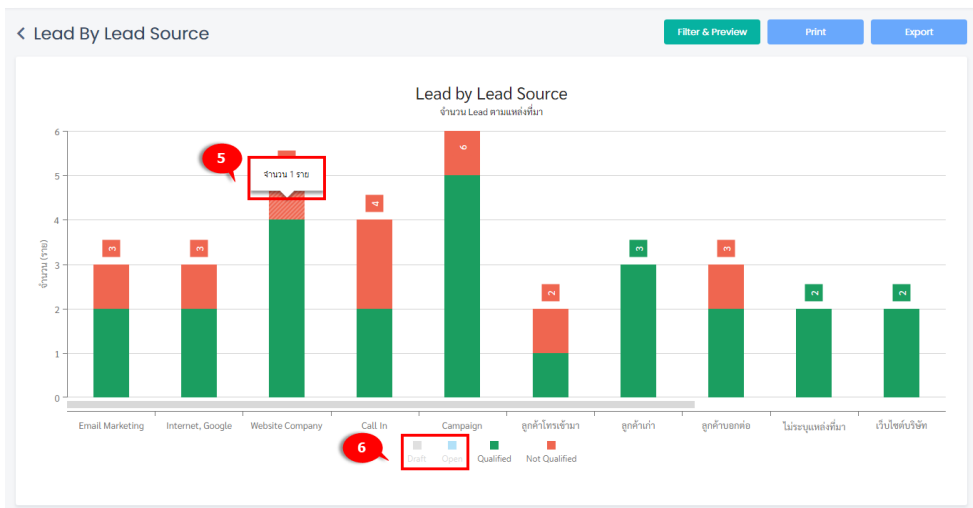 Lead By Lead Source
Filter & Preview
Print
Export
Lead by Lead Source
จำนวน Lead ตามแหล่งที่มา
จำนวน (ราย)
6
5
4
3
2
1
0
5
จำนวน 1 ราย
3
3
4
6
2
3
3
2
2
Email Marketing
Internet, Google
Website Company
Call In
Campaign
ลูกค้าโทรเข้ามา
ลูกค้าเก่า
ลูกค้าบอกต่อ
ไม่ระบุแหล่งที่มา
เว็บไซต์บริษัท
6
Draft
Open
Qualified
Not Qualified